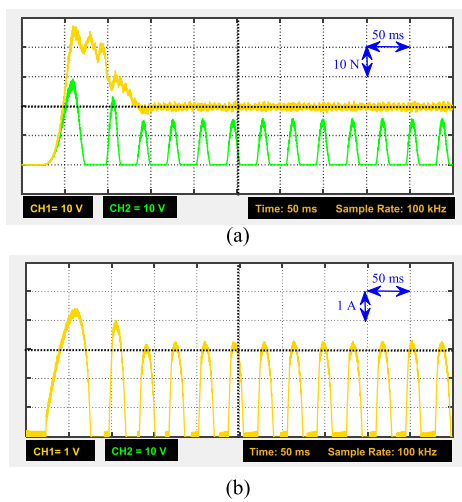 50 ms
10 N
CH1= 10 V
CH2 = 10 V
Time: 50 ms Sample Rate: 100 kHz
(a)
50 ms
1 A
CH1= 1 V
CH2 = 10 V
Time: 50 ms Sample Rate: 100 kHz
(b)